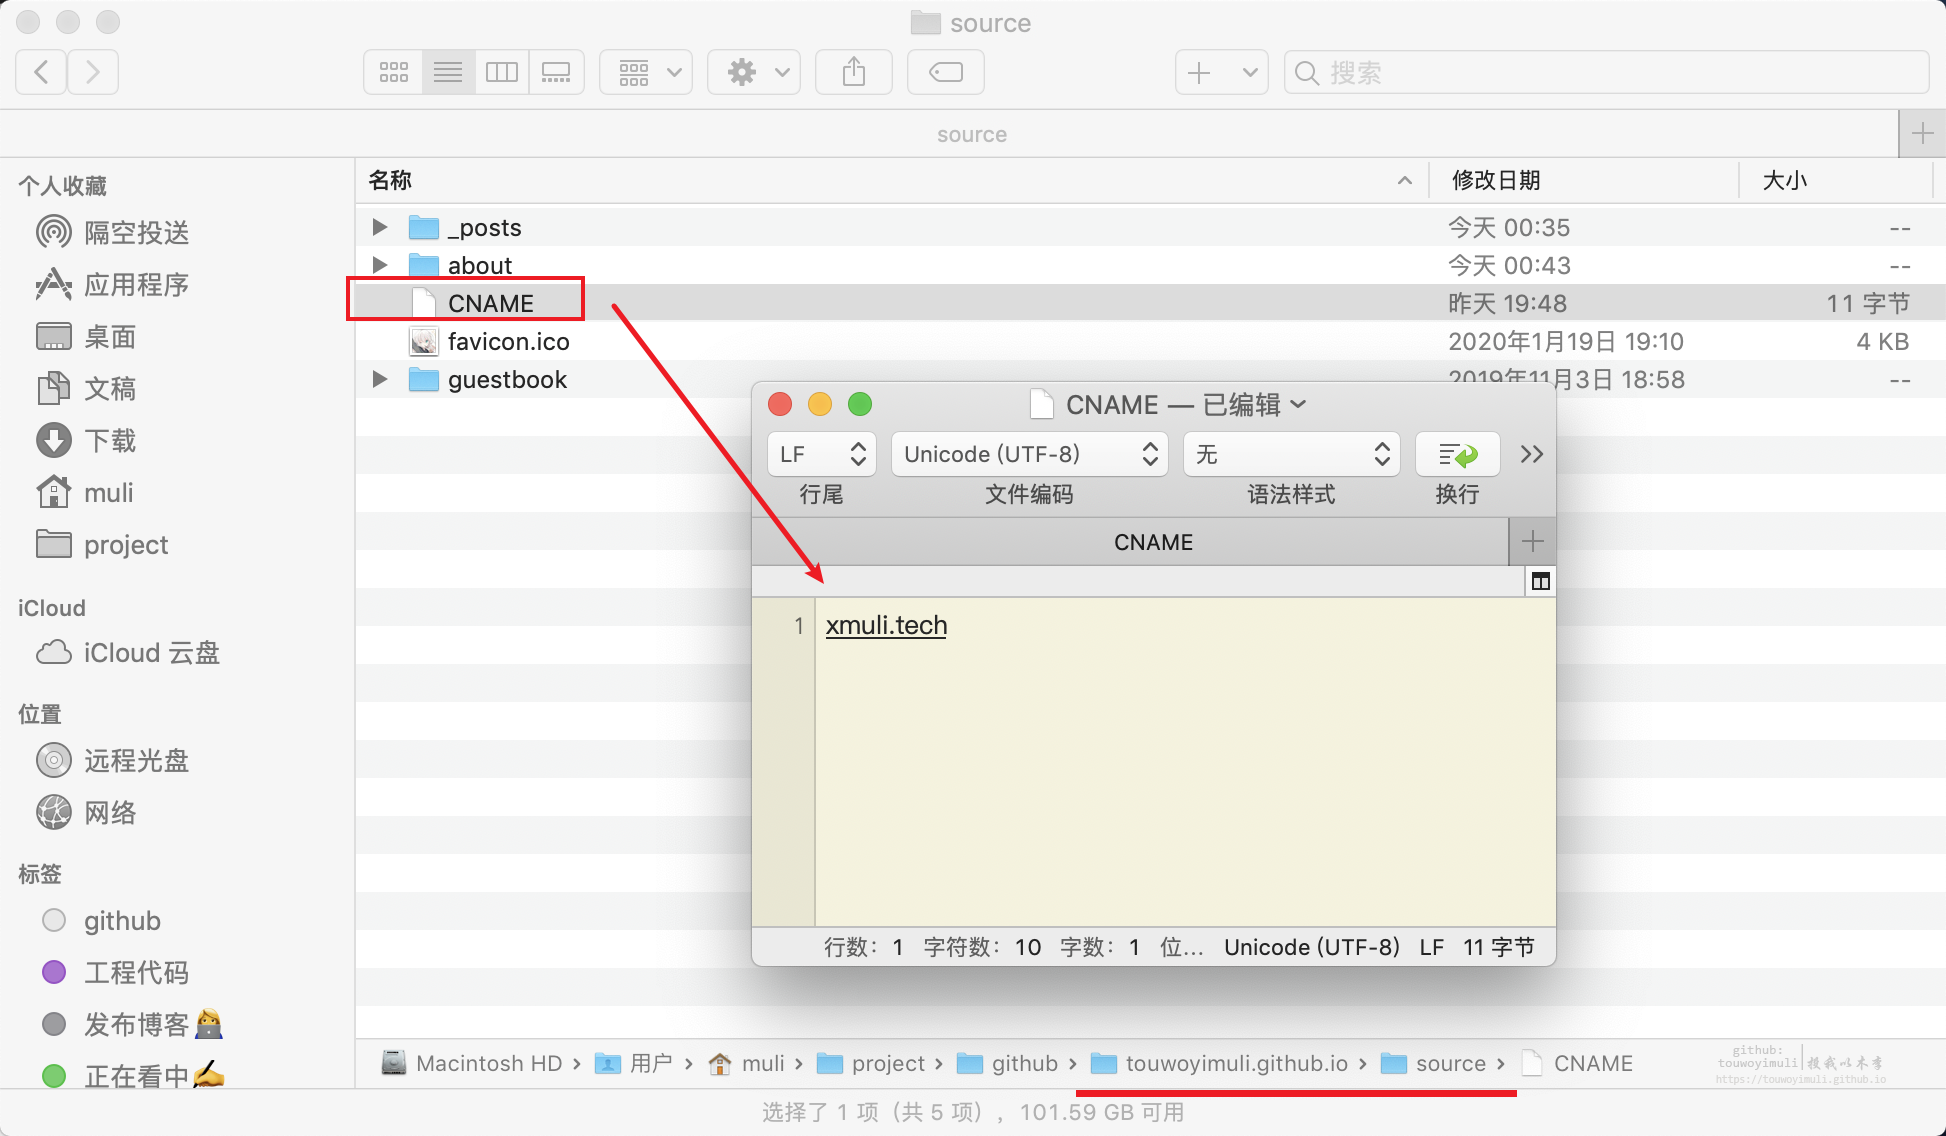 source
搜索
source
个人收藏
隔空投送
应用程序
桌面
文稿
下载
muli
project
iCloud
iCloud 云盘
位置
远程光盘
网络
标签
github
工程代码
发布博客👩‍💻
正在看中✍️
名称 修改日期 大小
_posts 今天 00:35 --
about 今天 00:43 --
CNAME 昨天 19:48 11 字节
favicon.ico 2020年1月19日 19:10 4 KB
guestbook 2019年11月3日 18:58 --
CNAME — 已编辑
LF Unicode (UTF-8) 无
行尾 文件编码 语法样式 换行
CNAME
1 xmuli.tech
行数: 1 字符数: 10 字数: 1 位... Unicode (UTF-8) LF 11 字节
Macintosh HD › 用户 › muli › project › github › touwoyimuli.github.io › source › CNAME
github:
touwoyimuli 投我以木李
https://touwoyimuli.github.io
选择了 1 项（共 5 项）, 101.59 GB 可用